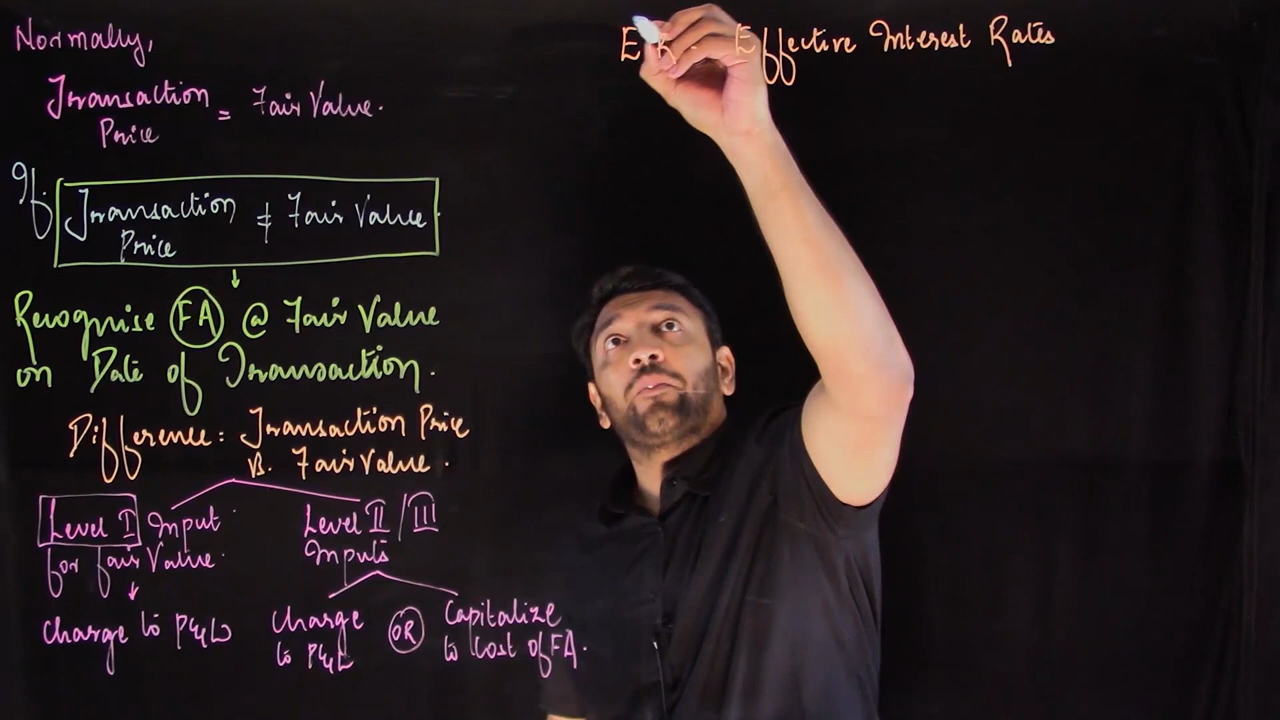 Normally,
Transaction
Price
= Fair Value.
If
Transaction
Price
≠ Fair Value.
Recognise FA @ Fair Value
on Date of Transaction.
Difference: Transaction Price
vs. Fair Value.
Level I Input
for fair Value.
Charge to P&L
Level II / III
Inputs
Charge
to P&L
OR
Capitalize
to Cost of FA.
Effective Interest Rates